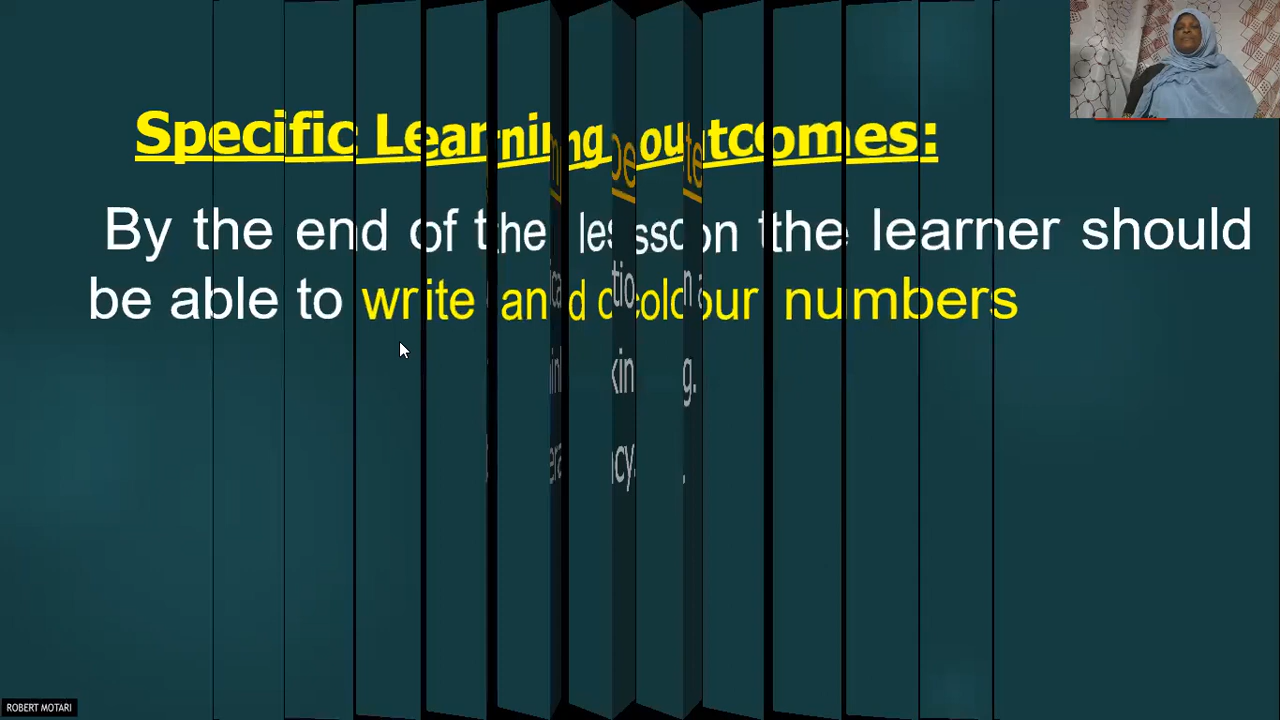 Specific Learning outcomes:
By the end of the lesson the learner should
be able to write and colour numbers
ROBERT MOTARI